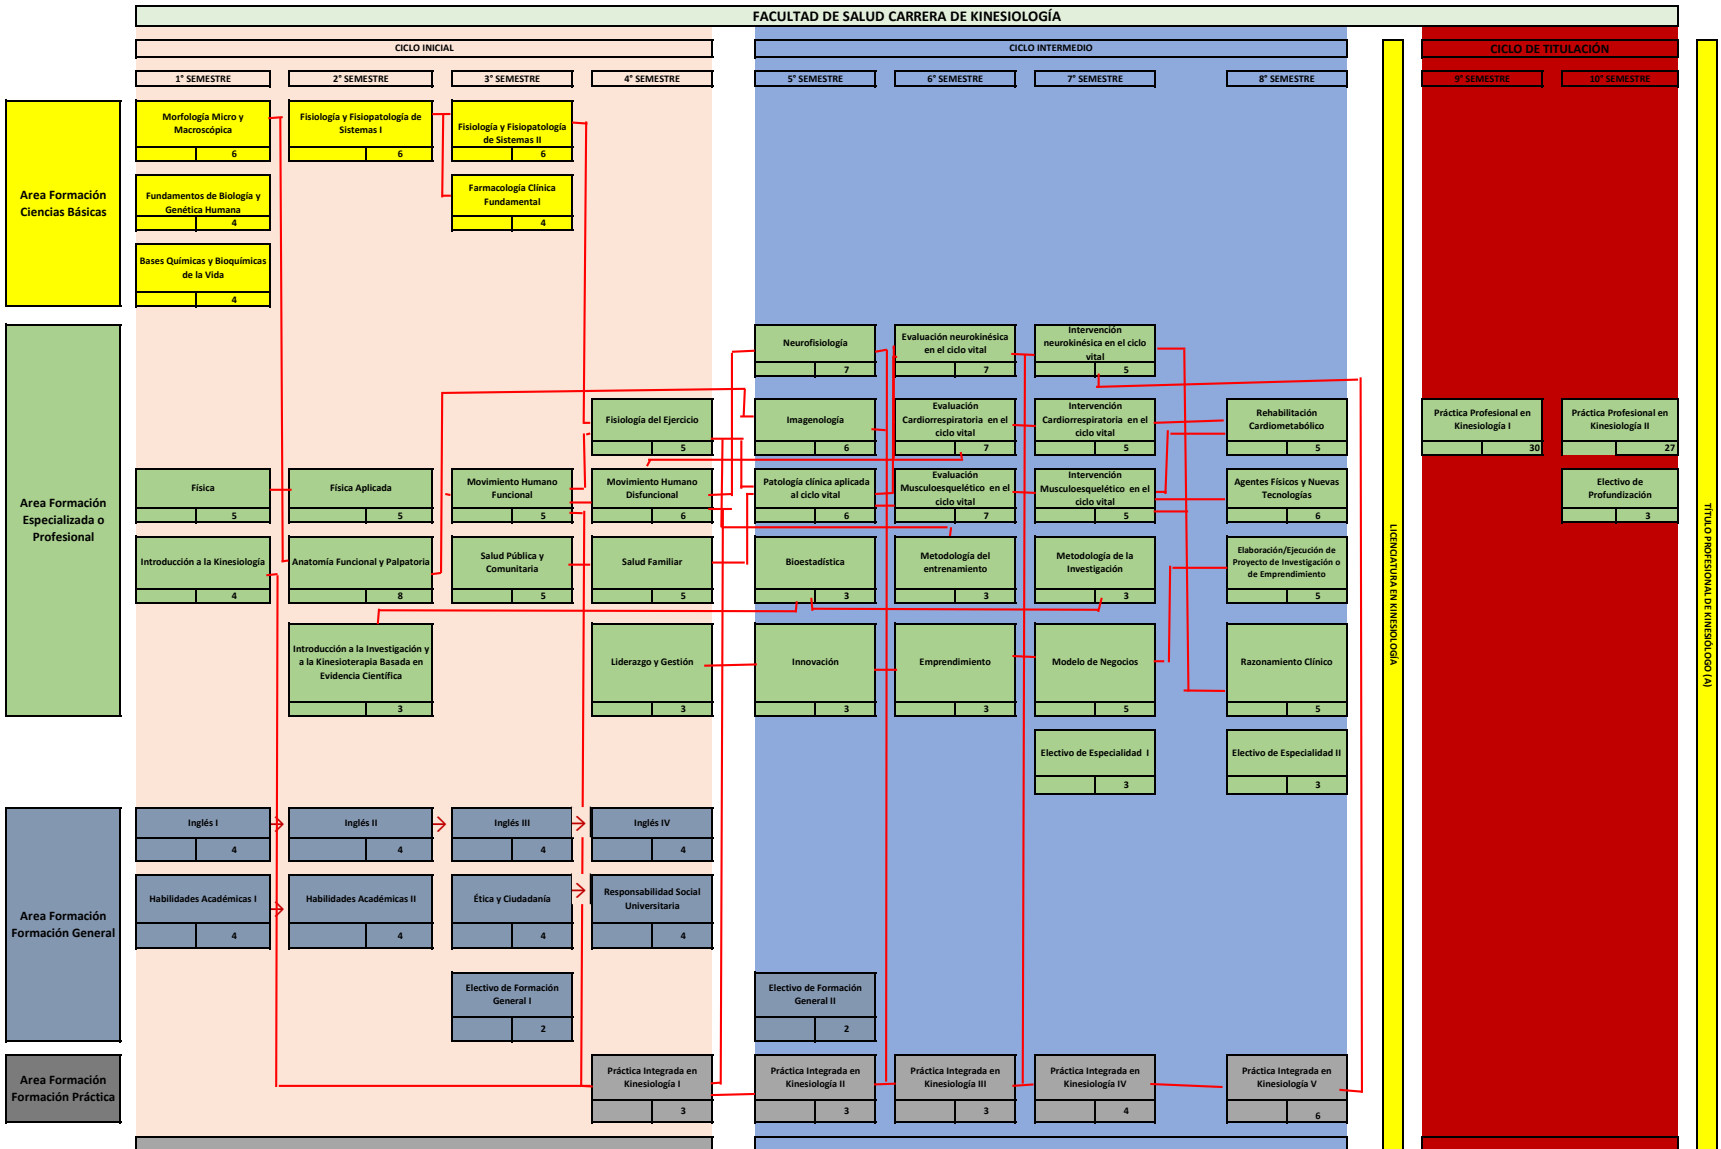 FACULTAD DE SALUD CARRERA DE KINESIOLOGÍA
CICLO INICIAL
CICLO INTERMEDIO
CICLO DE TITULACIÓN
1° SEMESTRE
2° SEMESTRE
3° SEMESTRE
4° SEMESTRE
5° SEMESTRE
6° SEMESTRE
7° SEMESTRE
8° SEMESTRE
9° SEMESTRE
10° SEMESTRE
Area Formación
Ciencias Básicas
Morfología Micro y
Macroscópica
6
Fisiología y Fisiopatología de
Sistemas I
6
Fisiología y Fisiopatología
de Sistemas II
6
Fundamentos de Biología y
Genética Humana
4
Farmacología Clínica
Fundamental
4
Bases Químicas y Bioquímicas
de la Vida
4
Area Formación
Especializada o
Profesional
Neurofisiología
7
Evaluación neurokinésica
en el ciclo vital
7
Intervención
neurokinésica en el ciclo
vital
5
Fisiología del Ejercicio
5
Imagenología
6
Evaluación
Cardiorrespiratoria en el
ciclo vital
7
Intervención
Cardiorrespiratoria en el
ciclo vital
5
Rehabilitación
Cardiometabólico
5
Práctica Profesional en
Kinesiología I
30
Práctica Profesional en
Kinesiología II
27
Física
5
Física Aplicada
5
Movimiento Humano
Funcional
5
Movimiento Humano
Disfuncional
6
Patología clínica aplicada
al ciclo vital
6
Evaluación
Musculoesquelético en el
ciclo vital
7
Intervención
Musculoesquelético en el
ciclo vital
5
Agentes Físicos y Nuevas
Tecnologías
6
Electivo de
Profundización
3
Introducción a la Kinesiología
4
Anatomía Funcional y Palpatoria
8
Salud Pública y
Comunitaria
5
Salud Familiar
5
Bioestadística
3
Metodología del
entrenamiento
3
Metodología de la
Investigación
3
Elaboración/Ejecución de
Proyecto de Investigación o
de Emprendimiento
5
Introducción a la Investigación y
a la Kinesioterapia Basada en
Evidencia Científica
3
Liderazgo y Gestión
3
Innovación
3
Emprendimiento
3
Modelo de Negocios
5
Razonamiento Clínico
5
Electivo de Especialidad I
3
Electivo de Especialidad II
3
Area Formación
Formación General
Inglés I
4
Inglés II
4
Inglés III
4
Inglés IV
4
Habilidades Académicas I
4
Habilidades Académicas II
4
Ética y Ciudadanía
4
Responsabilidad Social
Universitaria
4
Electivo de Formación
General I
2
Electivo de Formación
General II
2
Area Formación
Formación Práctica
Práctica Integrada en
Kinesiología I
3
Práctica Integrada en
Kinesiología II
3
Práctica Integrada en
Kinesiología III
3
Práctica Integrada en
Kinesiología IV
4
Práctica Integrada en
Kinesiología V
6
LICENCIATURA EN KINESIOLOGÍA
TÍTULO PROFESIONAL DE KINESIÓLOGO (A)